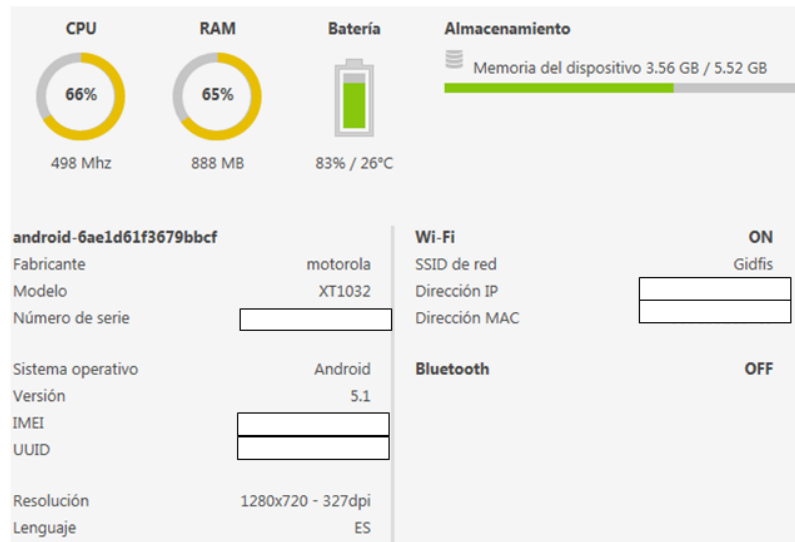 CPU RAM Batería Almacenamiento
Memoria del dispositivo 3.56 GB / 5.52 GB
66% 65%
498 Mhz 888 MB 83% / 26°C
android-6ae1d61f3679bbcf
Fabricante motorola
Modelo XT1032
Número de serie
Sistema operativo Android
Versión 5.1
IMEI
UUID
Resolución 1280x720 - 327dpi
Lenguaje ES
Wi-Fi ON
SSID de red Gidfis
Dirección IP
Dirección MAC
Bluetooth OFF